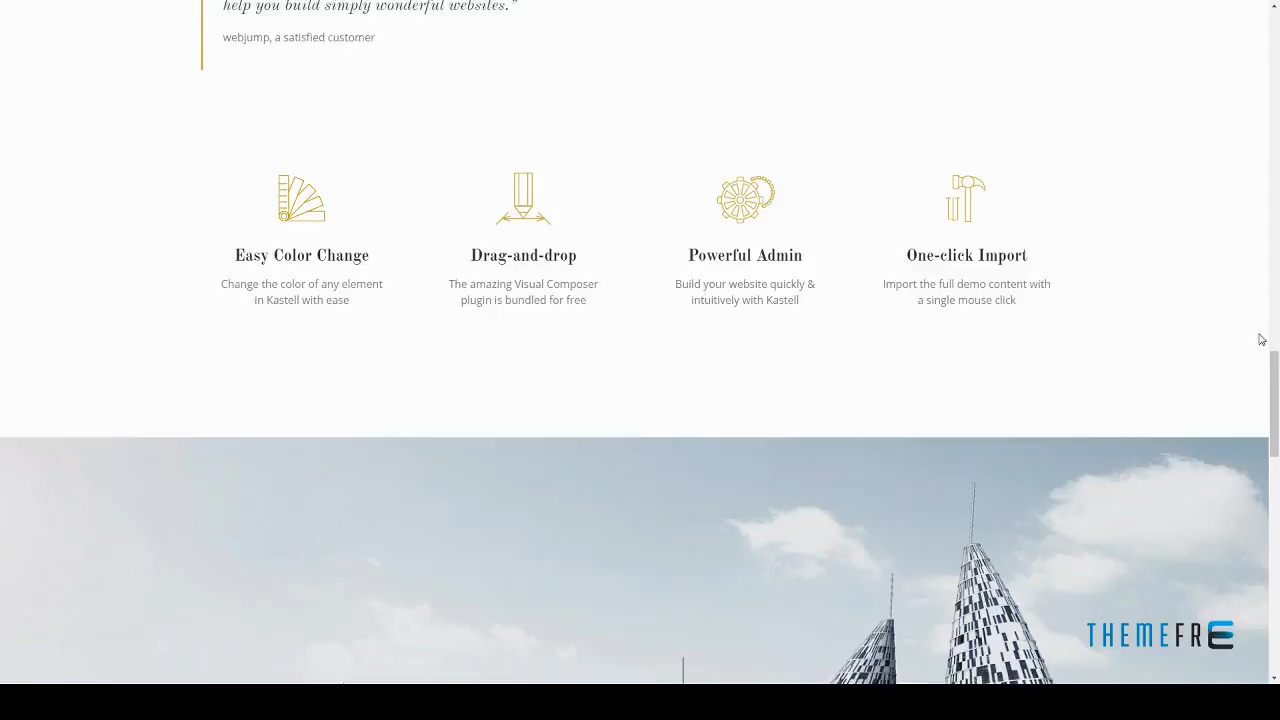 help you build simply wonderful websites."
webjump, a satisfied customer
Easy Color Change
Change the color of any element
in Kastell with ease
Drag-and-drop
The amazing Visual Composer
plugin is bundled for free
Powerful Admin
Build your website quickly &
intuitively with Kastell
One-click Import
Import the full demo content with
a single mouse click
THEMEFRE